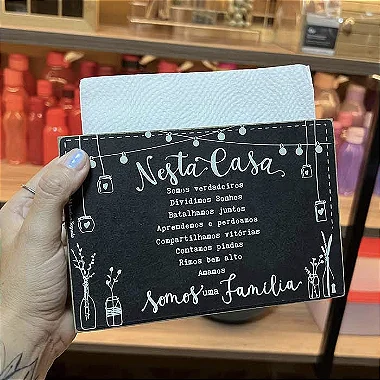 Nesta Casa
Somos verdadeiros
Dividimos Sonhos
Batalhamos juntos
Aprendemos e perdoamos
Compartilhamos vitórias
Contamos piadas
Rimos bem alto
Amamos
Somos uma Família